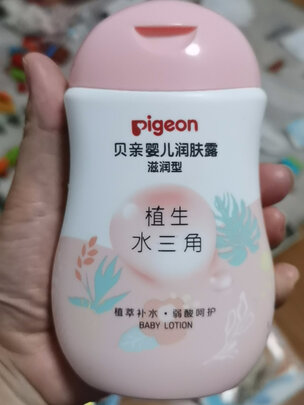 pigeon
贝亲婴儿润肤露
滋润型
植生
水三角
植萃补水·弱酸呵护
BABY LOTION